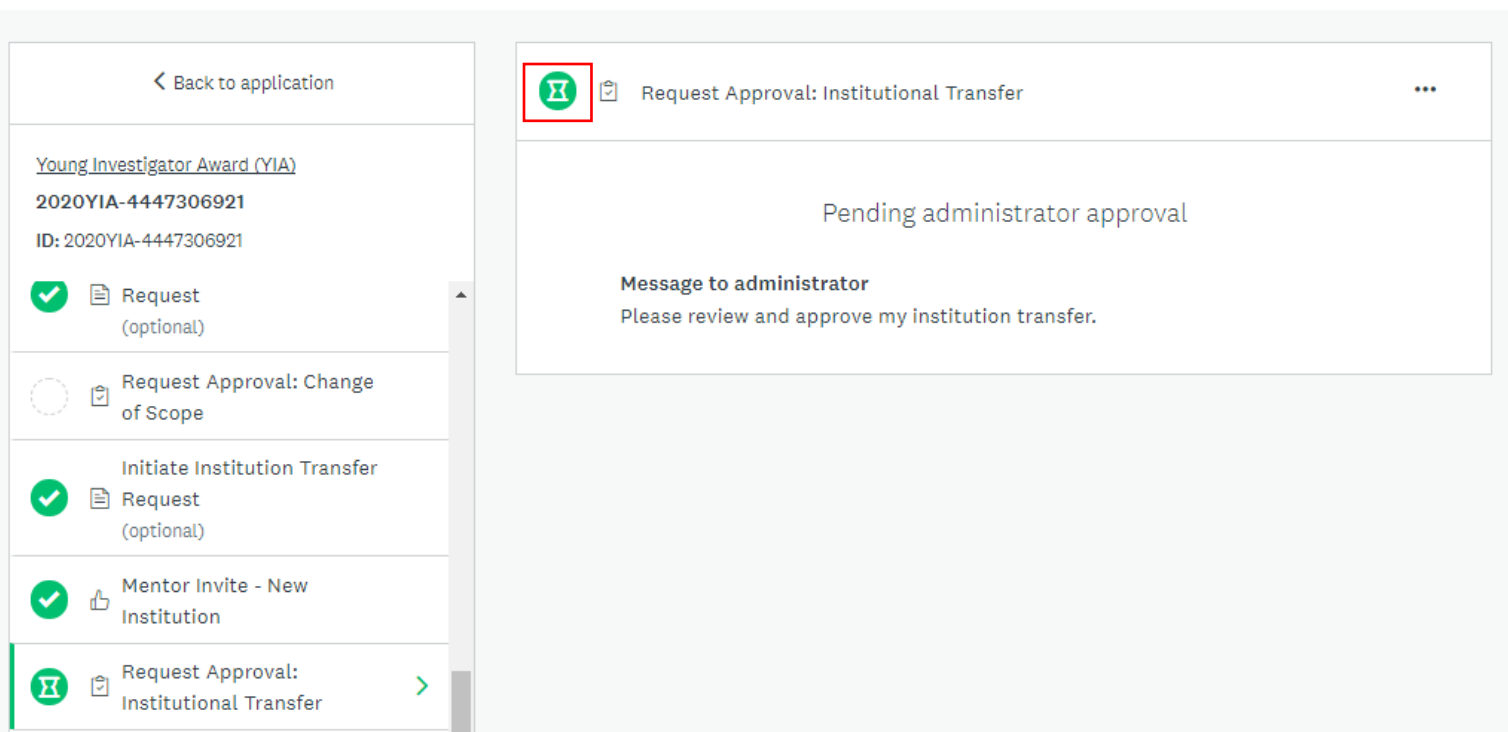 Back to application
Young Investigator Award (YIA)
2020YIA-4447306921
ID: 2020YIA-4447306921
Request
(optional)
Request Approval: Change
of Scope
Initiate Institution Transfer
Request
(optional)
Mentor Invite - New
Institution
Request Approval:
Institutional Transfer
Request Approval: Institutional Transfer
Pending administrator approval
Message to administrator
Please review and approve my institution transfer.